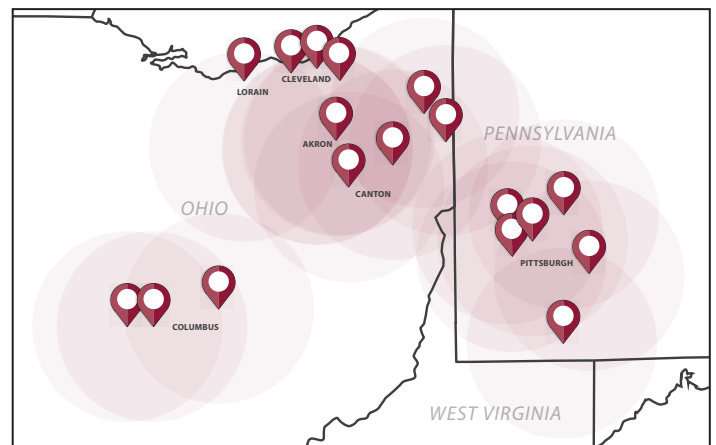 CLEVELAND
LORAIN
PENNSYLVANIA
AKRON
CANTON
OHIO
PITTSBURGH
COLUMBUS
WEST VIRGINIA